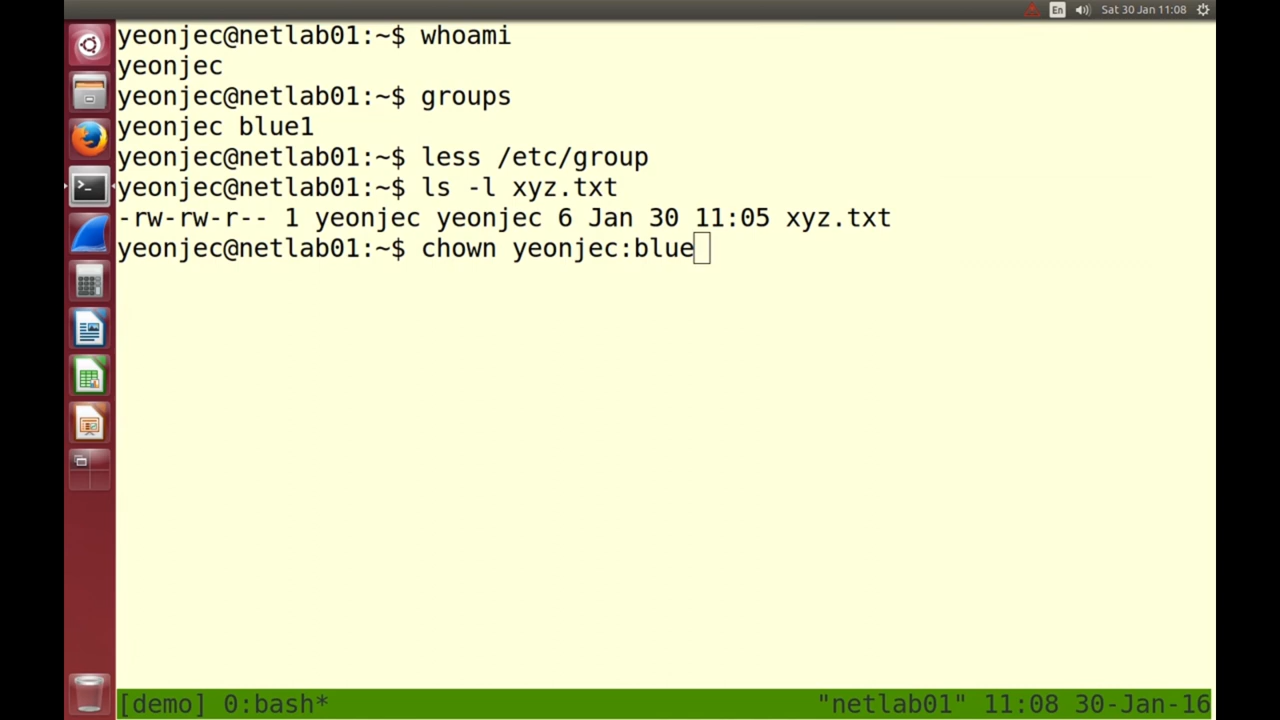 En Sat 30 Jan 11:08
yeonjec@netlab01:~$ whoami
yeonjec
yeonjec@netlab01:~$ groups
yeonjec blue1
yeonjec@netlab01:~$ less /etc/group
yeonjec@netlab01:~$ ls -l xyz.txt
-rw-rw-r-- 1 yeonjec yeonjec 6 Jan 30 11:05 xyz.txt
yeonjec@netlab01:~$ chown yeonjec:blue
[demo] 0:bash* "netlab01" 11:08 30-Jan-16